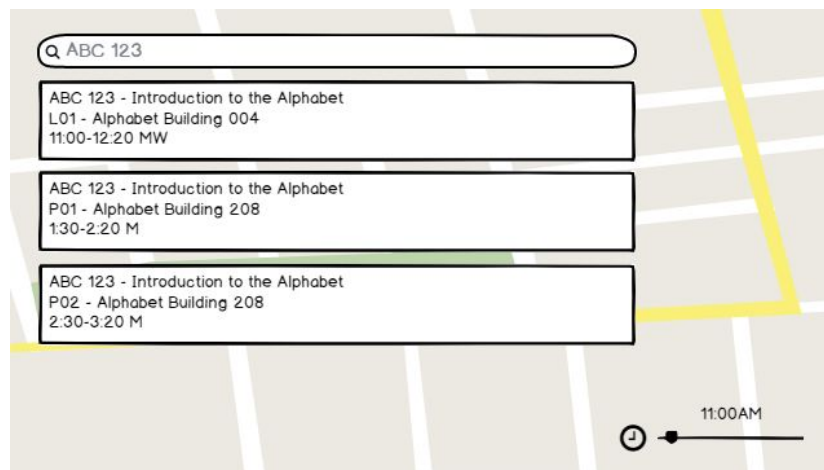 ABC 123
ABC 123 - Introduction to the Alphabet
L01 - Alphabet Building 004
11:00-12:20 MW
ABC 123 - Introduction to the Alphabet
P01 - Alphabet Building 208
1:30-2:20 M
ABC 123 - Introduction to the Alphabet
P02 - Alphabet Building 208
2:30-3:20 M
11:00AM